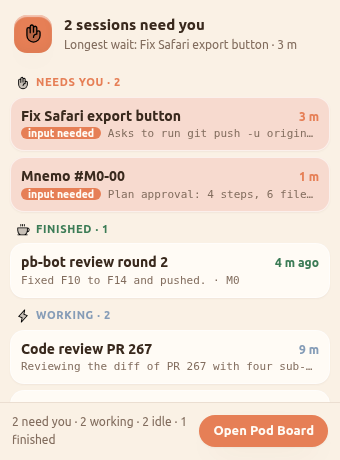 2 sessions need you
Longest wait: Fix Safari export button · 3 m
NEEDS YOU · 2
Fix Safari export button 3 m
input needed Asks to run git push -u origin…
Mnemo #M0-00 1 m
input needed Plan approval: 4 steps, 6 file…
FINISHED · 1
pb-bot review round 2 4 m ago
Fixed F10 to F14 and pushed. · M0
WORKING · 2
Code review PR 267 9 m
Reviewing the diff of PR 267 with four sub-…
2 need you · 2 working · 2 idle · 1
finished
Open Pod Board